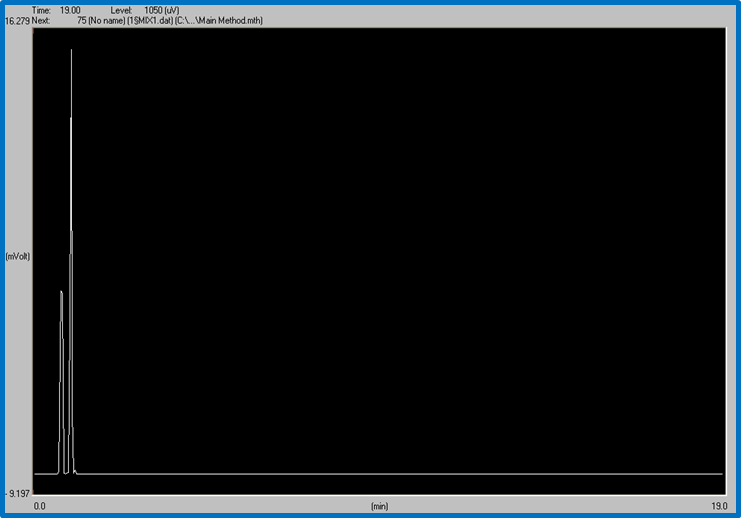 Time: 19.00 Level: 1050 (uV)
16.279 Next: 75 (No name) (1§MIX1.dat) (C:\...\Main Method.mth)
(mVolt)
-9.197
0.0 (min) 19.0